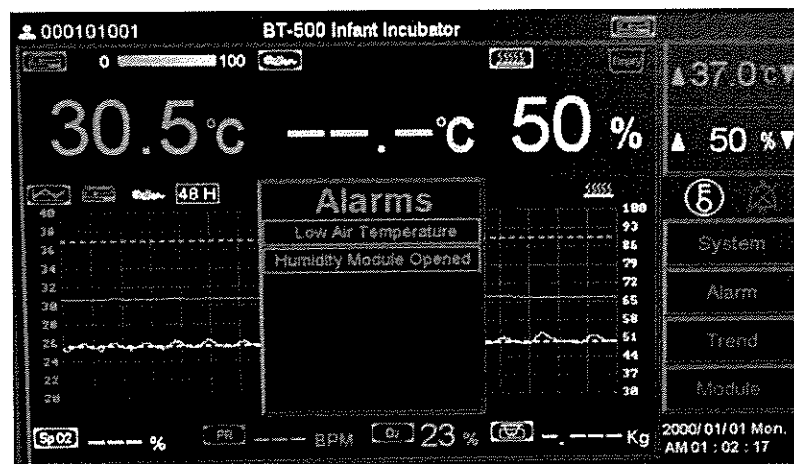 000101001 BT-500 Infant Incubator
0 100
30.5°C --.-°C 50 %
▲37.0°C▼
▲ 50 %▼
48 H
Alarms
Low Air Temperature
Humidity Module Opened
40
38
36
34
32
30
28
26
24
22
20
100
93
86
79
72
65
58
51
44
37
30
System
Alarm
Trend
Module
SpO2 --- % PR --- BPM O2 23 % -.--- Kg
2000/01/01 Mon.
AM 01 : 02 : 17